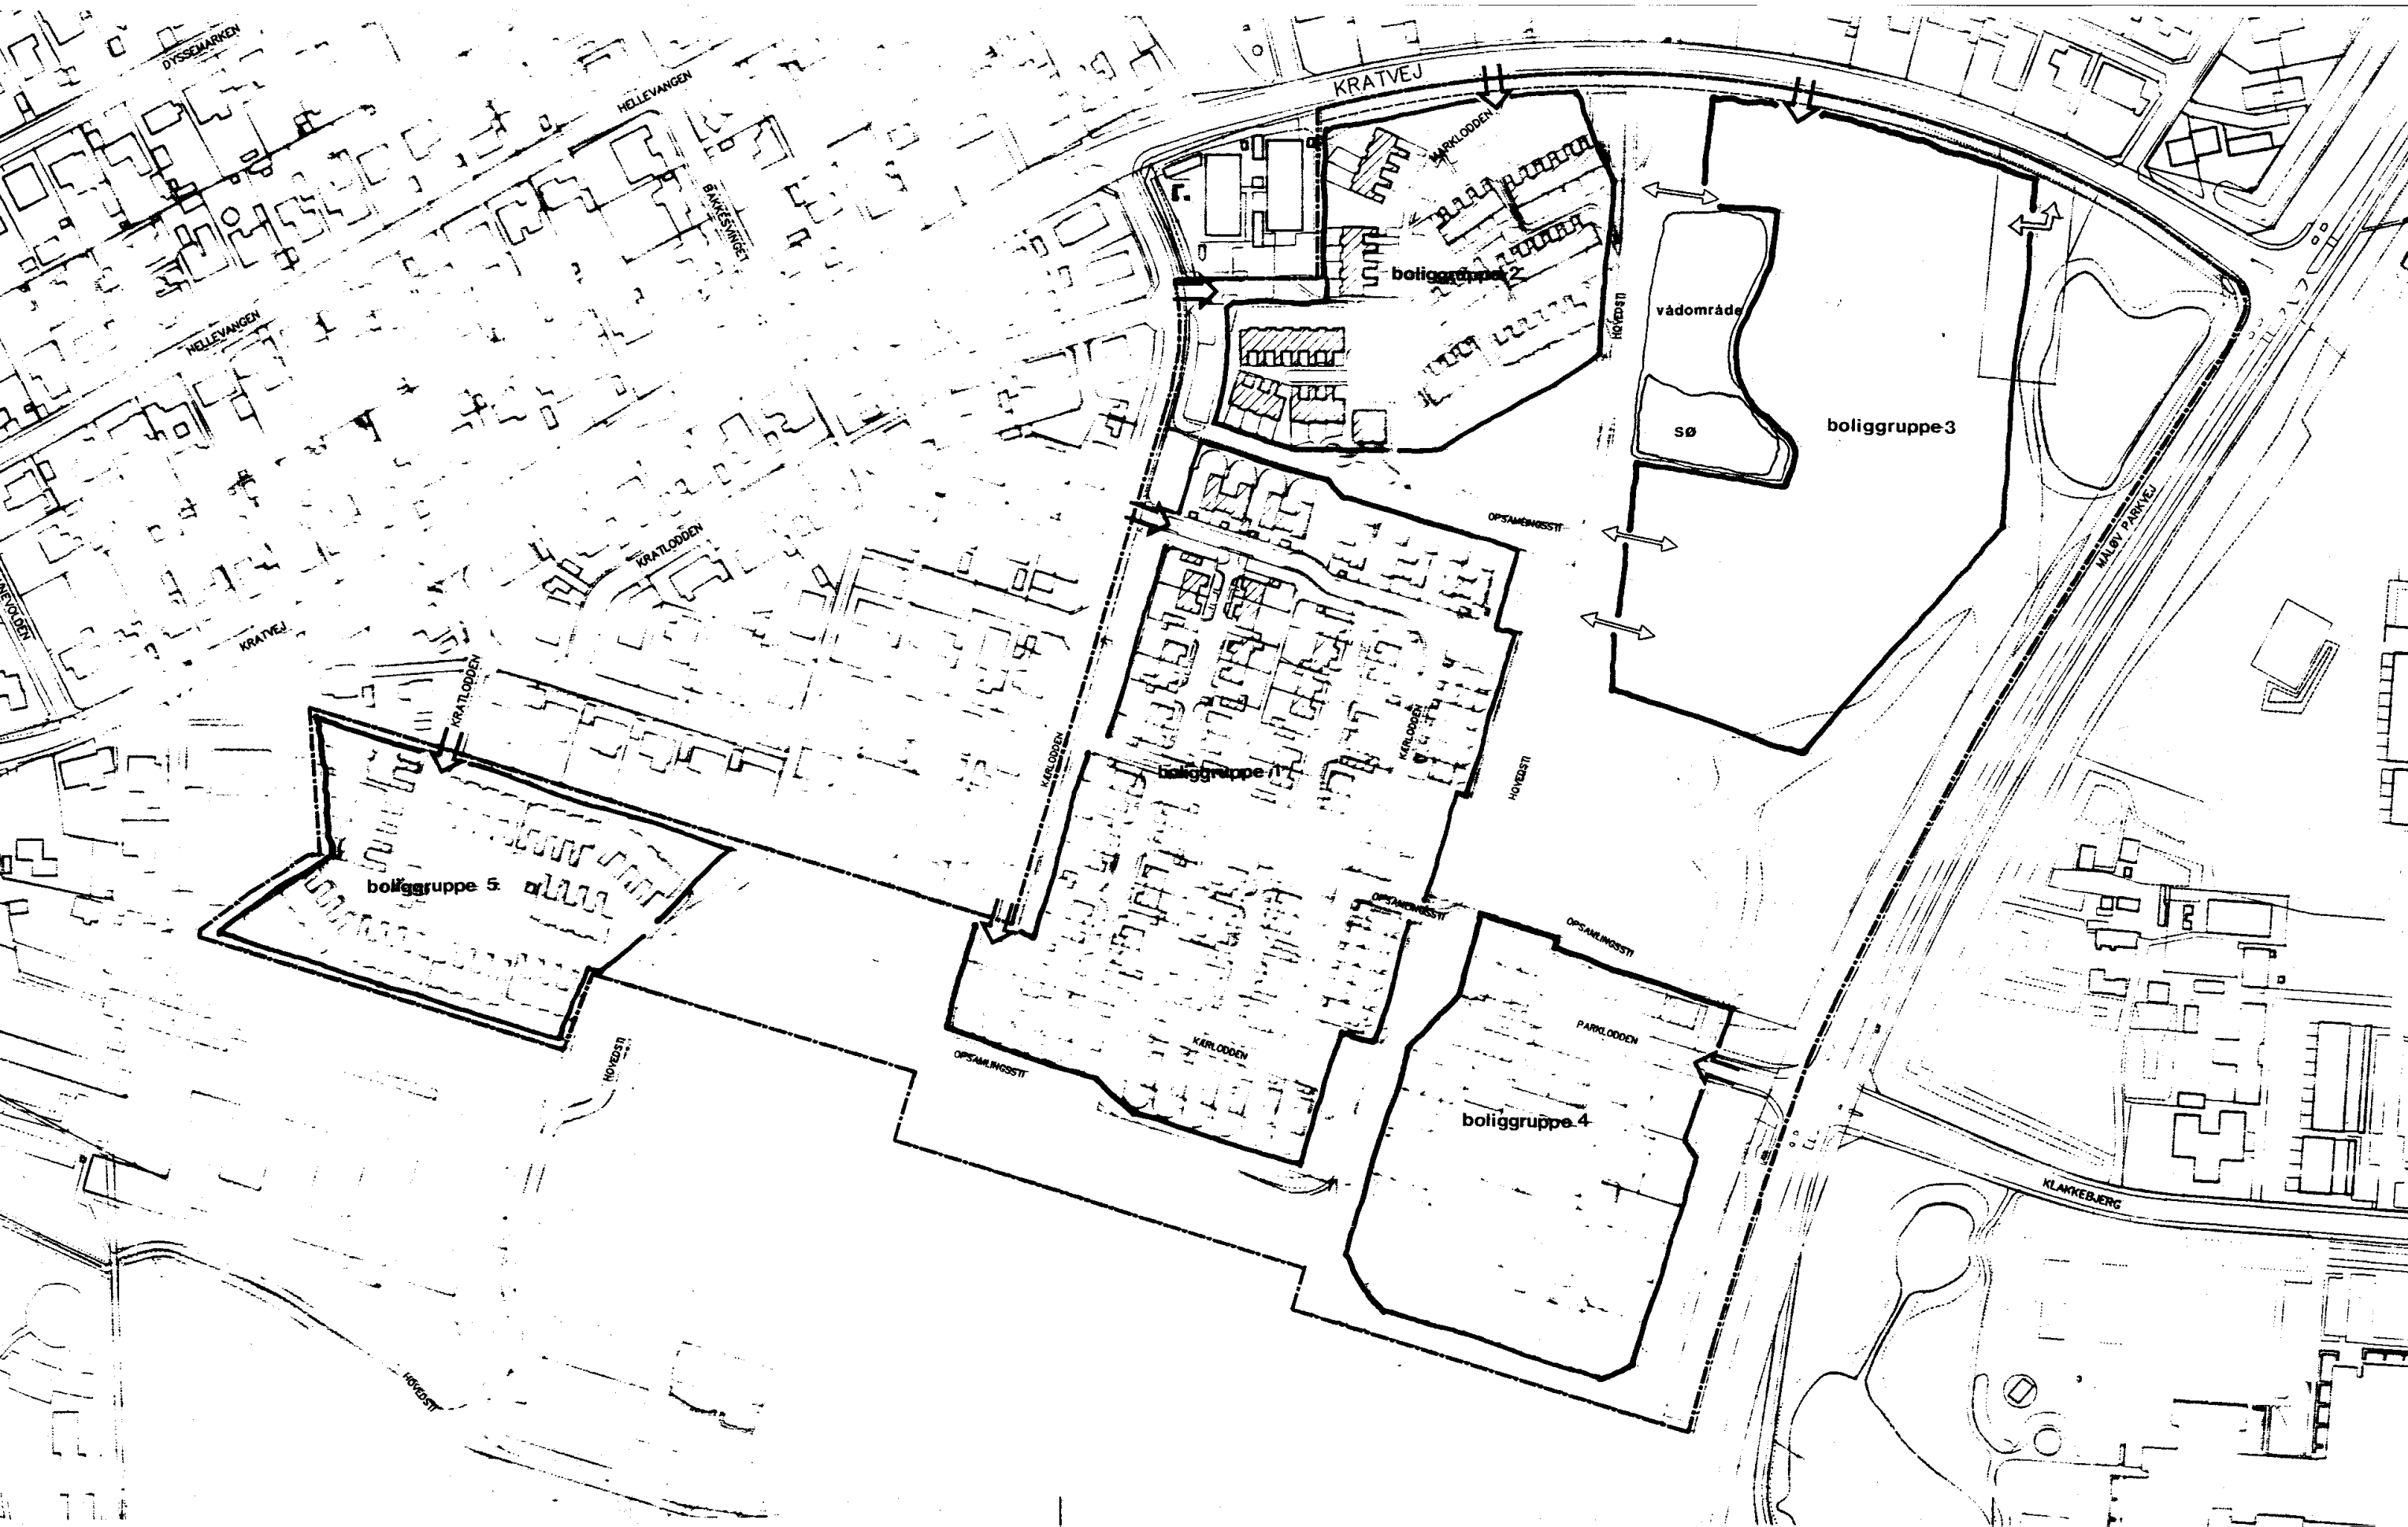 DYSSEMARKEN
HELLEVANGEN
KRATVEJ
MARKLODDEN
BAKKESVINGET
boliggruppe 2
HOVEDSTI
vådområde
HELLEVANGEN
sø
boliggruppe 3
MÅLØV PARKVEJ
OPSAMLINGSSTI
KRATLODDEN
KRATVEJ
KRATLODDEN
KÆRLODDEN
KÆRLODDEN
boliggruppe 1
HOVEDSTI
boliggruppe 5
OPSAMLINGSSTI
OPSAMLINGSSTI
PARKLODDEN
KÆRLODDEN
OPSAMLINGSSTI
HOVEDSTI
boliggruppe 4
KLAKKEBJERG
HOVEDSTI